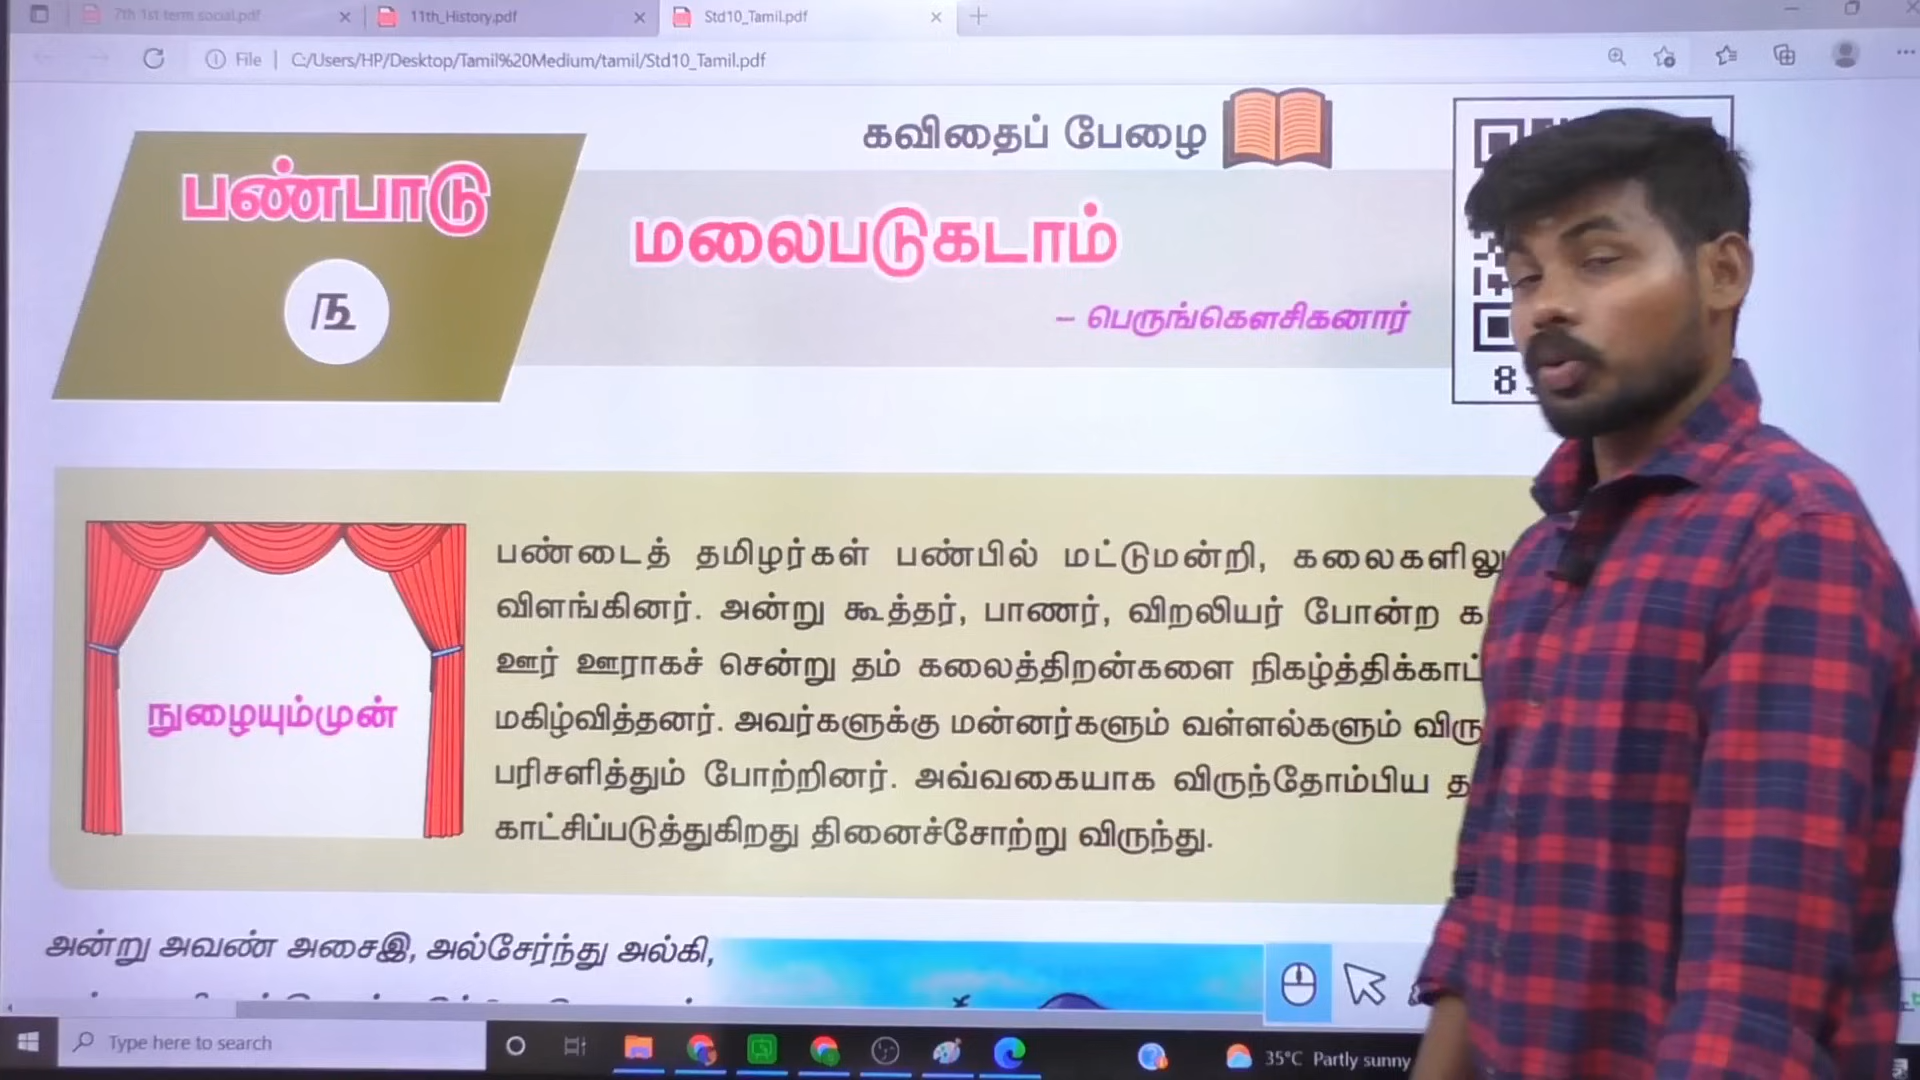 7th 1st term social.pdf
11th_History.pdf
Std10_Tamil.pdf
File
C:/Users/HP/Desktop/Tamil%20Medium/tamil/Std10_Tamil.pdf
கவிதைப் பேழை
பண்பாடு
௩
மலைபடுகடாம்
– பெருங்கௌசிகனார்
8
நுழையும்முன்
பண்டைத் தமிழர்கள் பண்பில் மட்டுமன்றி,
விளங்கினர். அன்று கூத்தர், பாணர், விறலியர் போன்ற
ஊர் ஊராகச் சென்று தம் கலைத்திறன்களை
மகிழ்வித்தனர். அவர்களுக்கு மன்னர்களும் வள்ளல்களும்
பரிசளித்தும் போற்றினர். அவ்வகையாக விருந்தோம்பிய
காட்சிப்படுத்துகிறது தினைச்சோற்று விருந்து.
அன்று அவண் அசைஇ, அல்சேர்ந்து அல்கி,
Type here to search
35°C Partly sunny